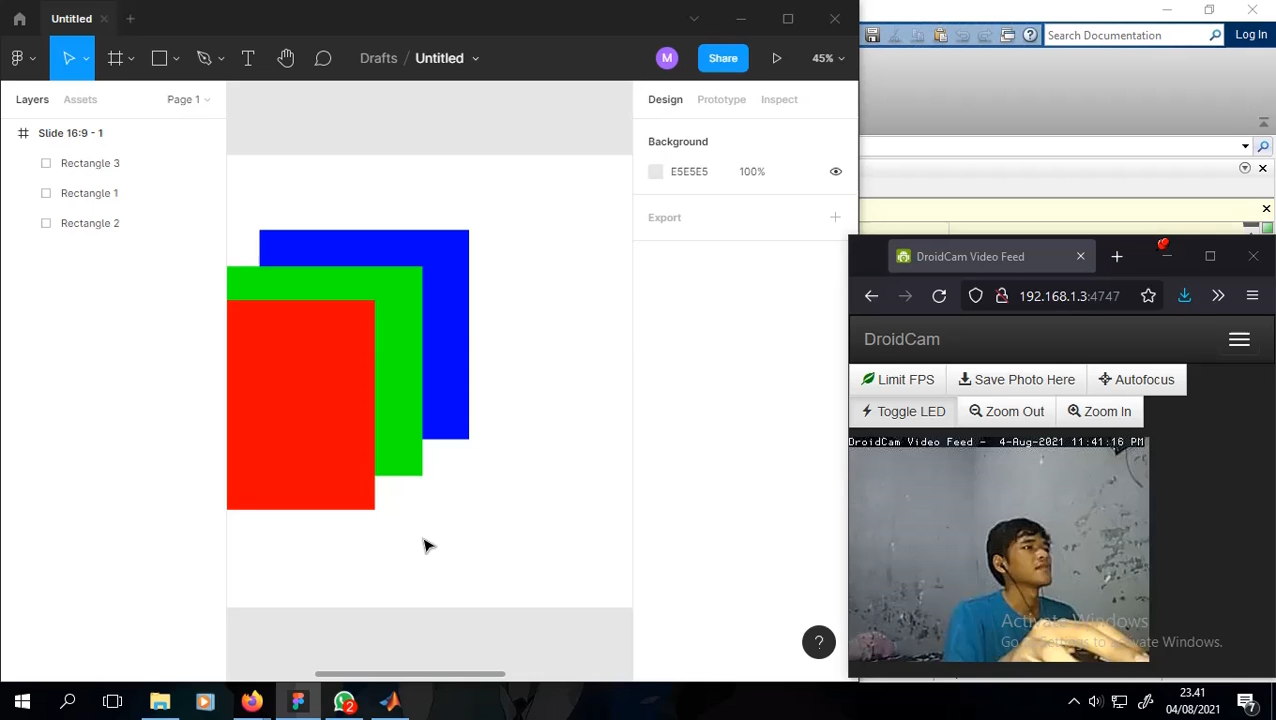 Untitled
Drafts / Untitled
M
Share
45%
Layers
Assets
Page 1
Slide 16:9 - 1
Rectangle 3
Rectangle 1
Rectangle 2
Design
Prototype
Inspect
Background
E5E5E5
100%
Export
?
Search Documentation
Log In
DroidCam Video Feed
192.168.1.3:4747
DroidCam
Limit FPS
Save Photo Here
Autofocus
Toggle LED
Zoom Out
Zoom In
DroidCam Video Feed - 4-Aug-2021 11:41:16 PM
Activate Windows
Go to Settings to activate Windows.
2
23.41
04/08/2021
7